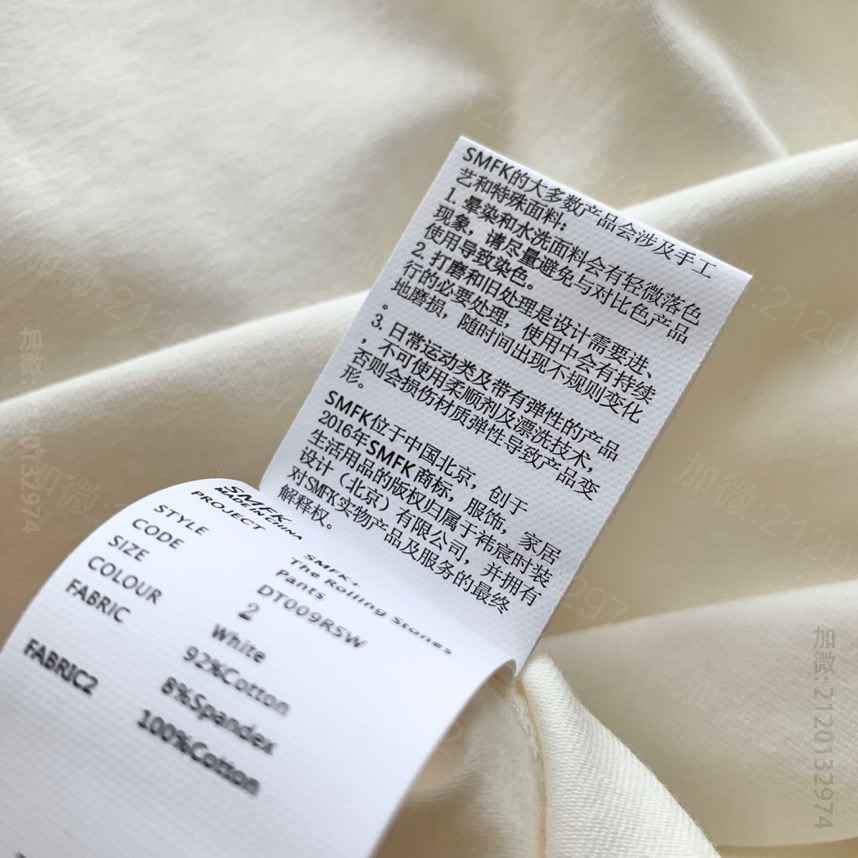 SMFK的大多数产品会涉及手工
艺和特殊面料:
1. 晕染和水洗面料会有轻微落色
现象，请尽量避免与对比色产品
使用导致染色。
2. 打磨和旧处理是设计需要进、
行的必要处理，使用中会有持续
地磨损，随时间出现不规则变化
。
3. 日常运动类及带有弹性的产品
，不可使用柔顺剂及漂洗技术，
否则会损伤材质弹性导致产品变
形。
SMFK位于中国北京，创于
2016年SMFK商标，服饰，家居
生活用品的版权归属于祎宸时装
设计（北京）有限公司，并拥有
对SMFK实物产品及服务的最终
解释权。
SMFK
MADE IN CHINA
PROJECT SMFK+
The Rolling Stones
STYLE Pants
CODE DT009RSW
SIZE 2
COLOUR White
FABRIC 92%Cotton
8%Spandex
FABRIC2 100%Cotton
加微:2120132974
加微:2120132974